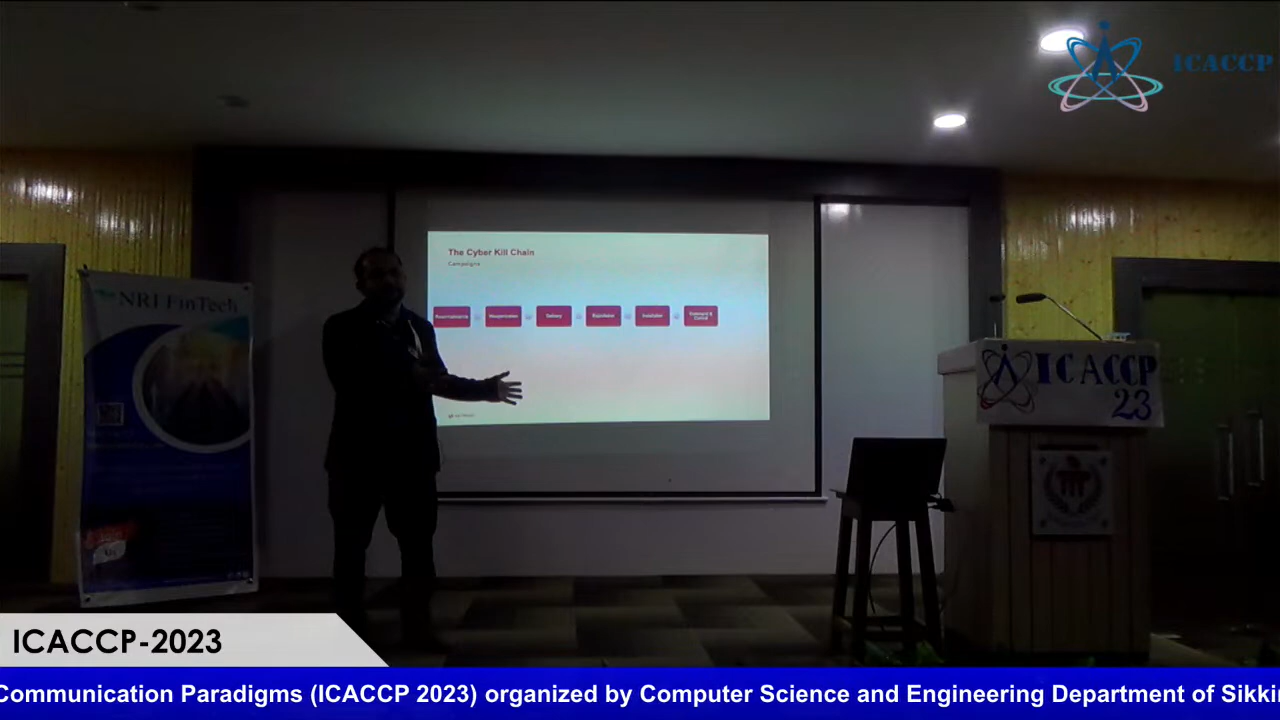 ICACCP
The Cyber Kill Chain
Campaigns
Reconnaissance
Weaponization
Delivery
Exploitation
Installation
Command &
Control
NRI FinTech
ICACCP
23
ICACCP-2023
Communication Paradigms (ICACCP 2023) organized by Computer Science and Engineering Department of Sikki